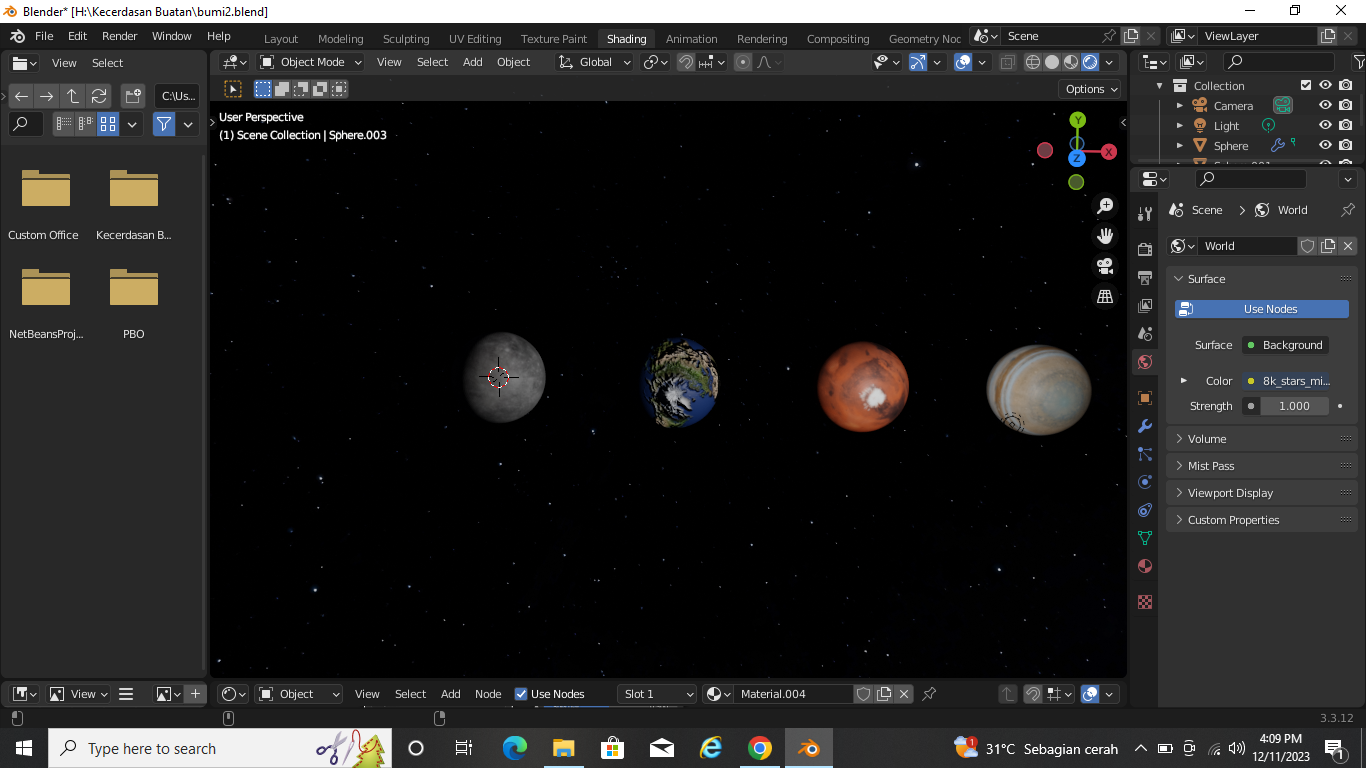 Blender* [H:\Kecerdasan Buatan\bumi2.blend]
File Edit Render Window Help Layout Modeling Sculpting UV Editing Texture Paint Shading Animation Rendering Compositing Geometry Noc Scene ViewLayer
View Select Object Mode View Select Add Object Global
C:\Us... Options
User Perspective
(1) Scene Collection | Sphere.003
Y
X
Z
Custom Office Kecerdasan B...
NetBeansProj... PBO
Collection
Camera
Light
Sphere
Scene World
World
Surface
Use Nodes
Surface Background
Color 8k_stars_mi...
Strength 1.000
Volume
Mist Pass
Viewport Display
Custom Properties
View Object View Select Add Node Use Nodes Slot 1 Material.004
3.3.12
Type here to search 1 31°C Sebagian cerah 4:09 PM
12/11/2023 1